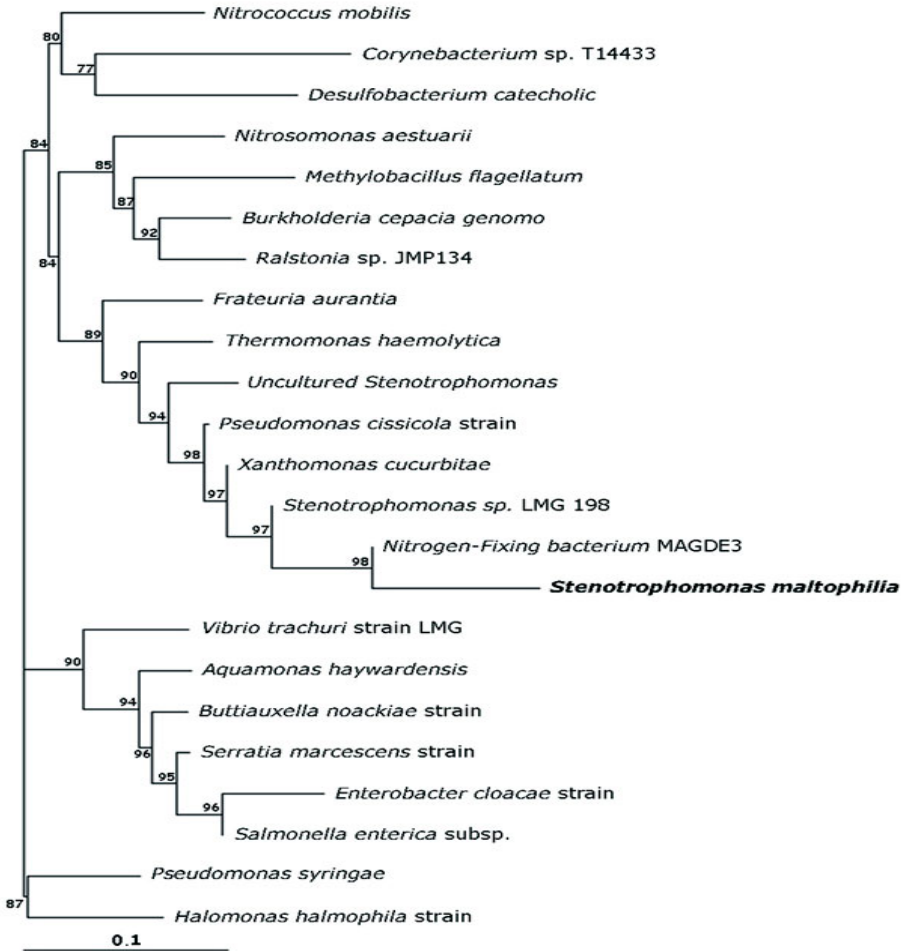 Nitrococcus mobilis
80
Corynebacterium sp. T14433
77
Desulfobacterium catecholic
Nitrosomonas aestuarii
84
85
Methylobacillus flagellatum
87
Burkholderia cepacia genomo
92
Ralstonia sp. JMP134
84
Frateuria aurantia
89
Thermomonas haemolytica
90
Uncultured Stenotrophomonas
94
Pseudomonas cissicola strain
98
Xanthomonas cucurbitae
97
Stenotrophomonas sp. LMG 198
97
Nitrogen-Fixing bacterium MAGDE3
98
Stenotrophomonas maltophilia
Vibrio trachuri strain LMG
90
Aquamonas haywardensis
94
Buttiauxella noackiae strain
96
Serratia marcescens strain
95
Enterobacter cloacae strain
96
Salmonella enterica subsp.
Pseudomonas syringae
87
Halomonas halmophila strain
0.1